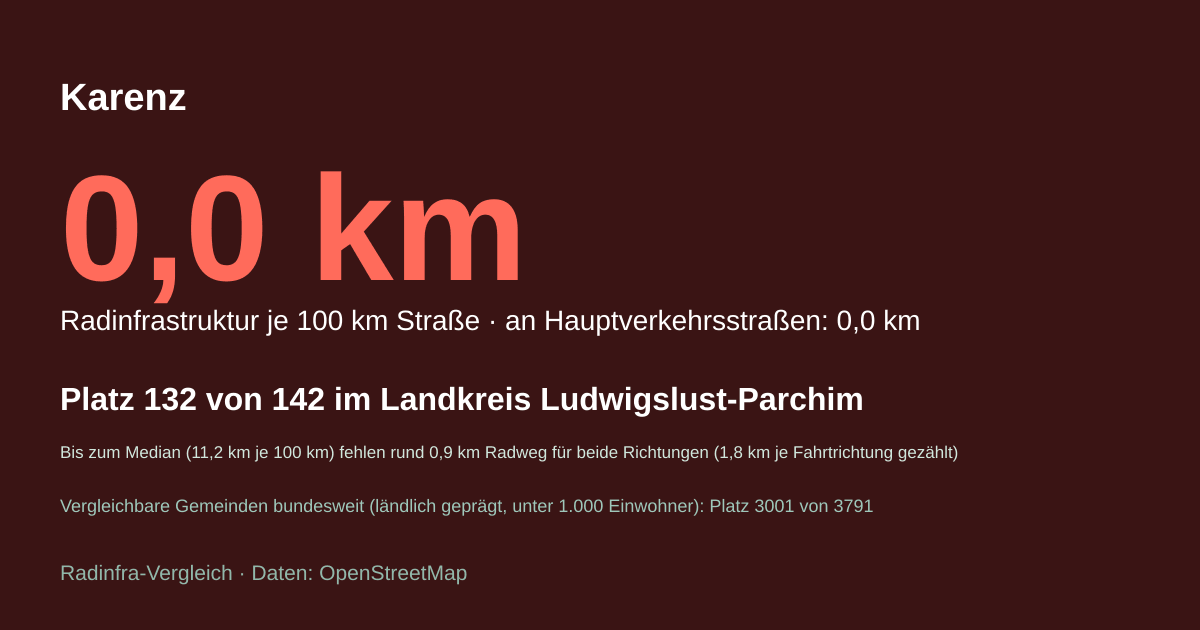 Karenz
0,0 km
Radinfrastruktur je 100 km Straße · an Hauptverkehrsstraßen: 0,0 km
Platz 132 von 142 im Landkreis Ludwigslust-Parchim
Bis zum Median (11,2 km je 100 km) fehlen rund 0,9 km Radweg für beide Richtungen (1,8 km je Fahrtrichtung gezählt)
Vergleichbare Gemeinden bundesweit (ländlich geprägt, unter 1.000 Einwohner): Platz 3001 von 3791
Radinfra-Vergleich · Daten: OpenStreetMap